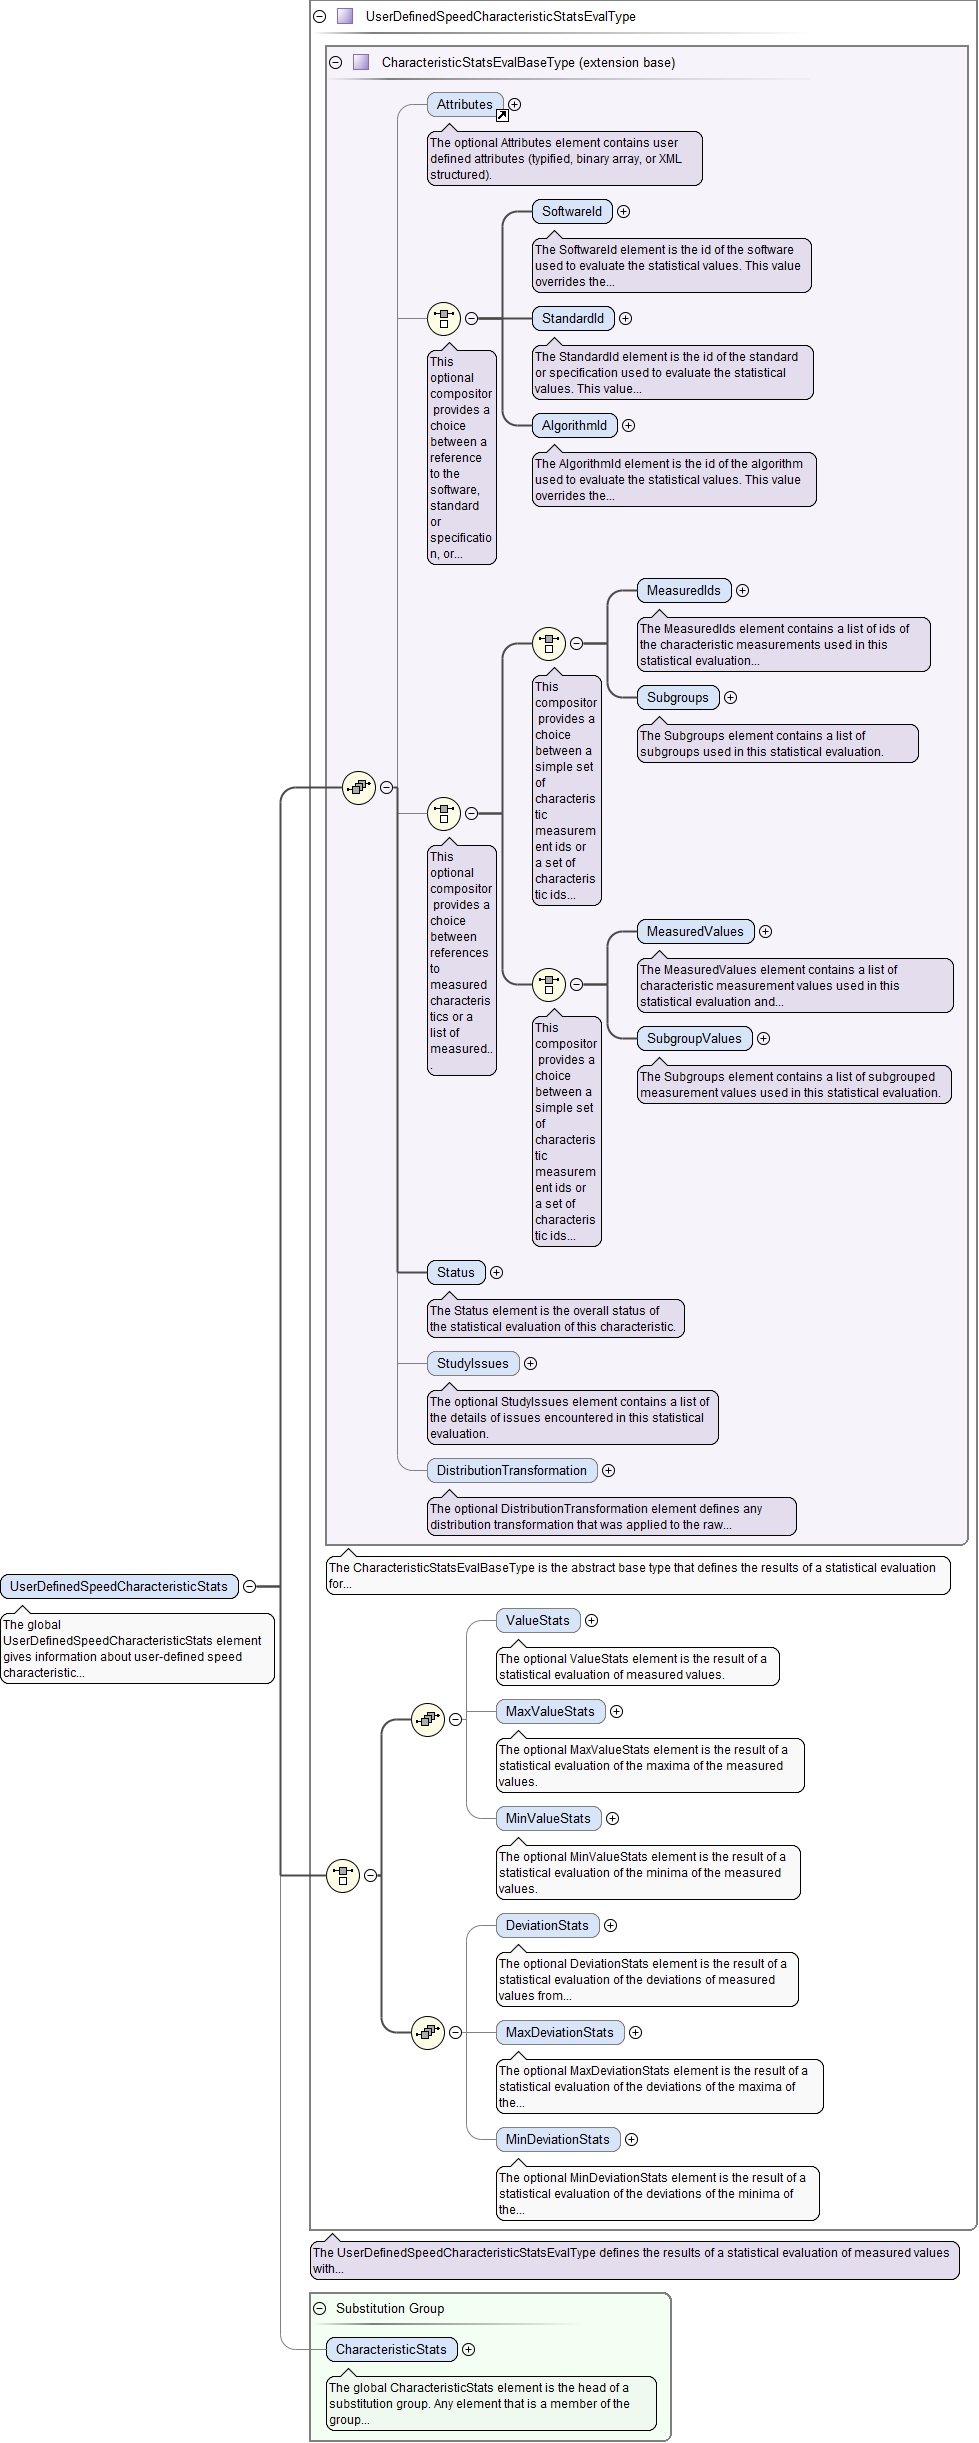 UserDefinedSpeedCharacteristicStatsEvalType
CharacteristicStatsEvalBaseType (extension base)
Attributes
The optional Attributes element contains user
defined attributes (typified, binary array, or XML
structured).
SoftwareId
The SoftwareId element is the id of the software
used to evaluate the statistical values. This value
overrides the...
StandardId
The StandardId element is the id of the standard
or specification used to evaluate the statistical
values. This value...
This
optional
compositor
provides a
choice
between a
reference
to the
software,
standard
or
specificatio
n, or...
AlgorithmId
The AlgorithmId element is the id of the algorithm
used to evaluate the statistical values. This value
overrides the...
MeasuredIds
The MeasuredIds element contains a list of ids of
the characteristic measurements used in this
statistical evaluation...
This
compositor
provides a
choice
between a
simple set
of
characteris
tic
measurem
ent ids or
a set of
characteris
tic ids...
Subgroups
The Subgroups element contains a list of
subgroups used in this statistical evaluation.
This
optional
compositor
provides a
choice
between
references
to
measured
characteris
tics or a
list of
measured..
.
MeasuredValues
The MeasuredValues element contains a list of
characteristic measurement values used in this
statistical evaluation and...
This
compositor
provides a
choice
between a
simple set
of
characteris
tic
measurem
ent ids or
a set of
characteris
tic ids...
SubgroupValues
The Subgroups element contains a list of subgrouped
measurement values used in this statistical evaluation.
Status
The Status element is the overall status of
the statistical evaluation of this characteristic.
StudyIssues
The optional StudyIssues element contains a list of
the details of issues encountered in this statistical
evaluation.
DistributionTransformation
The optional DistributionTransformation element defines any
distribution transformation that was applied to the raw...
The CharacteristicStatsEvalBaseType is the abstract base type that defines the results of a statistical evaluation
for...
UserDefinedSpeedCharacteristicStats
The global
UserDefinedSpeedCharacteristicStats element
gives information about user-defined speed
characteristic...
ValueStats
The optional ValueStats element is the result of a
statistical evaluation of measured values.
MaxValueStats
The optional MaxValueStats element is the result of a
statistical evaluation of the maxima of the measured
values.
MinValueStats
The optional MinValueStats element is the result of a
statistical evaluation of the minima of the measured
values.
DeviationStats
The optional DeviationStats element is the result of a
statistical evaluation of the deviations of measured
values from...
MaxDeviationStats
The optional MaxDeviationStats element is the result of a
statistical evaluation of the deviations of the maxima of
the...
MinDeviationStats
The optional MinDeviationStats element is the result of a
statistical evaluation of the deviations of the minima of
the...
The UserDefinedSpeedCharacteristicStatsEvalType defines the results of a statistical evaluation of measured values
with...
Substitution Group
CharacteristicStats
The global CharacteristicStats element is the head of a
substitution group. Any element that is a member of the
group...